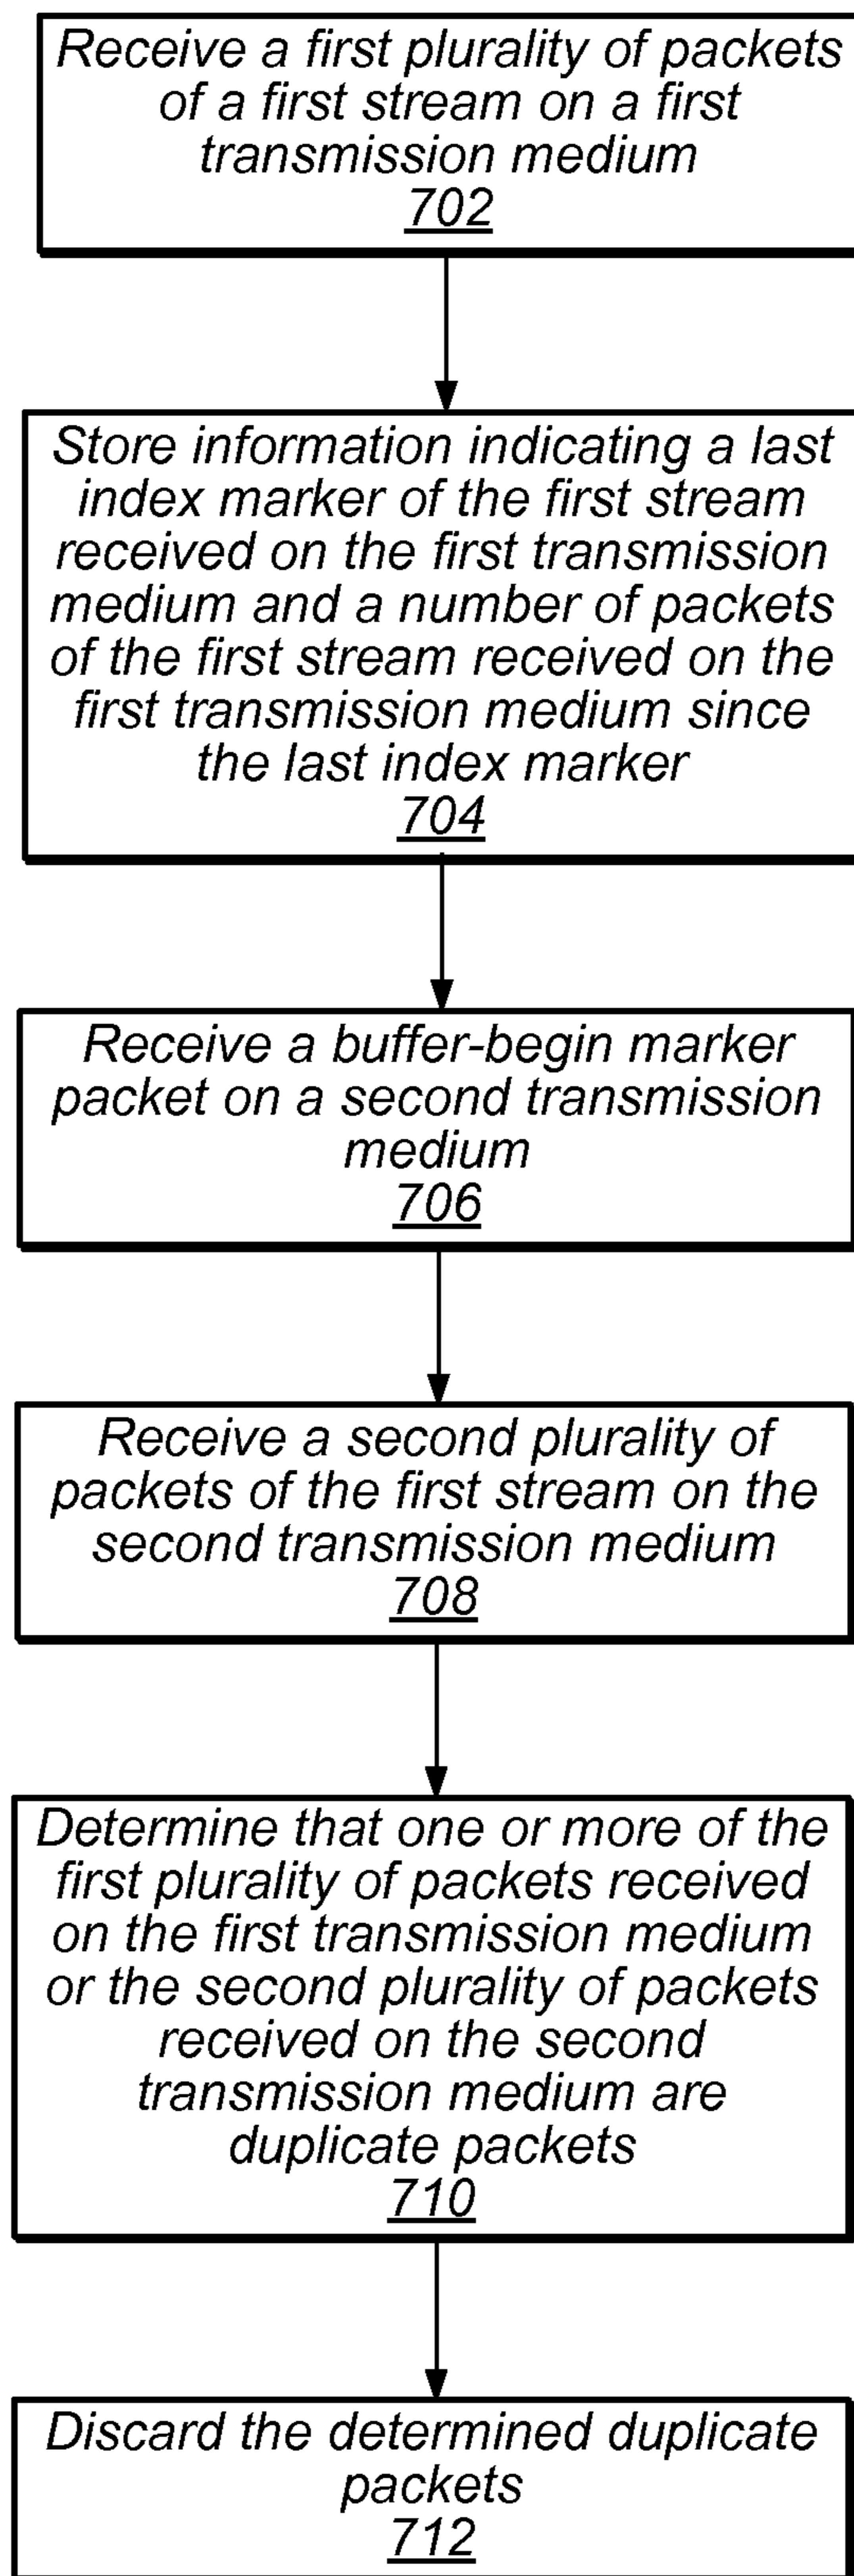 Receive a first plurality of packets
of a first stream on a first
transmission medium
702
Store information indicating a last
index marker of the first stream
received on the first transmission
medium and a number of packets
of the first stream received on the
first transmission medium since
the last index marker
704
Receive a buffer-begin marker
packet on a second transmission
medium
706
Receive a second plurality of
packets of the first stream on the
second transmission medium
708
Determine that one or more of the
first plurality of packets received
on the first transmission medium
or the second plurality of packets
received on the second
transmission medium are
duplicate packets
710
Discard the determined duplicate
packets
712